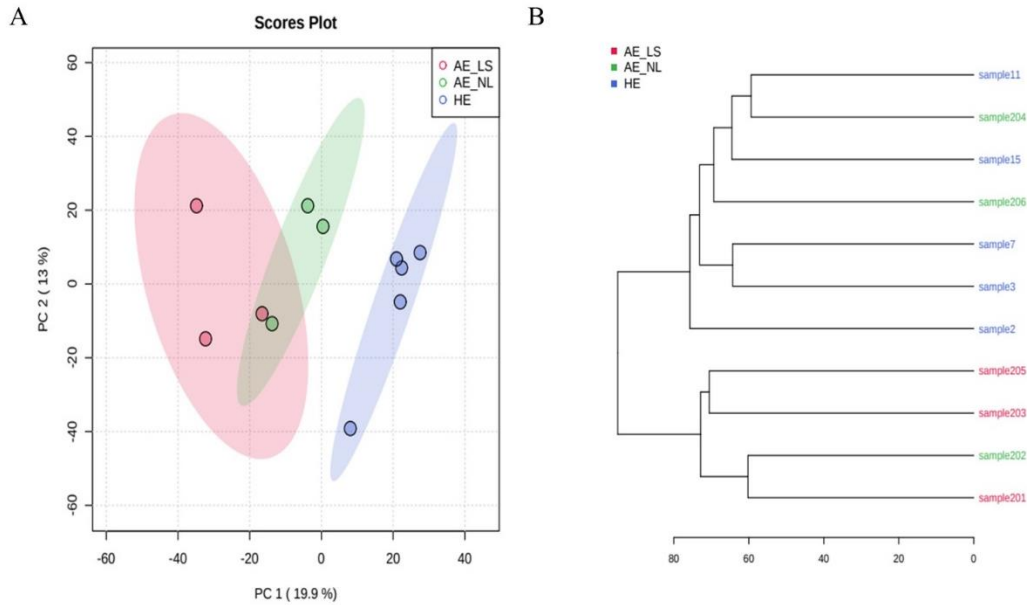 A
Scores Plot
AE_LS
AE_NL
HE
60
40
20
0
-20
-40
-60
PC 2 ( 13 %)
-60
-40
-20
0
20
40
PC 1 ( 19.9 %)
B
AE_LS
AE_NL
HE
sample11
sample204
sample15
sample206
sample7
sample3
sample2
sample205
sample203
sample202
sample201
80
60
40
20
0